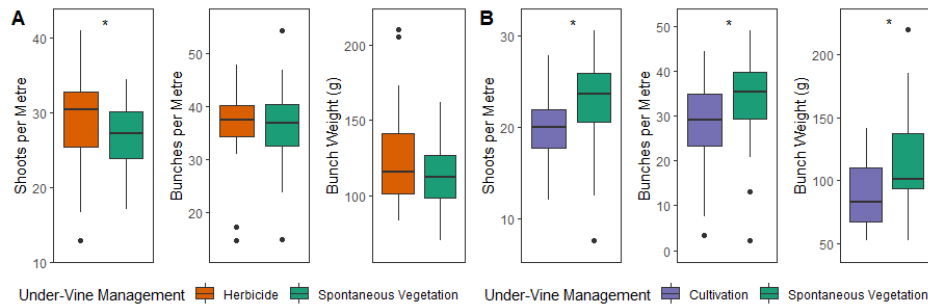 A
Shoots per Metre
40
30
20
10
*
Bunches per Metre
50
40
30
20
Bunch Weight (g)
200
150
100
B
Shoots per Metre
30
20
10
*
Bunches per Metre
50
40
30
20
10
0
*
Bunch Weight (g)
200
150
100
50
*
Under-Vine Management Herbicide Spontaneous Vegetation
Under-Vine Management Cultivation Spontaneous Vegetation